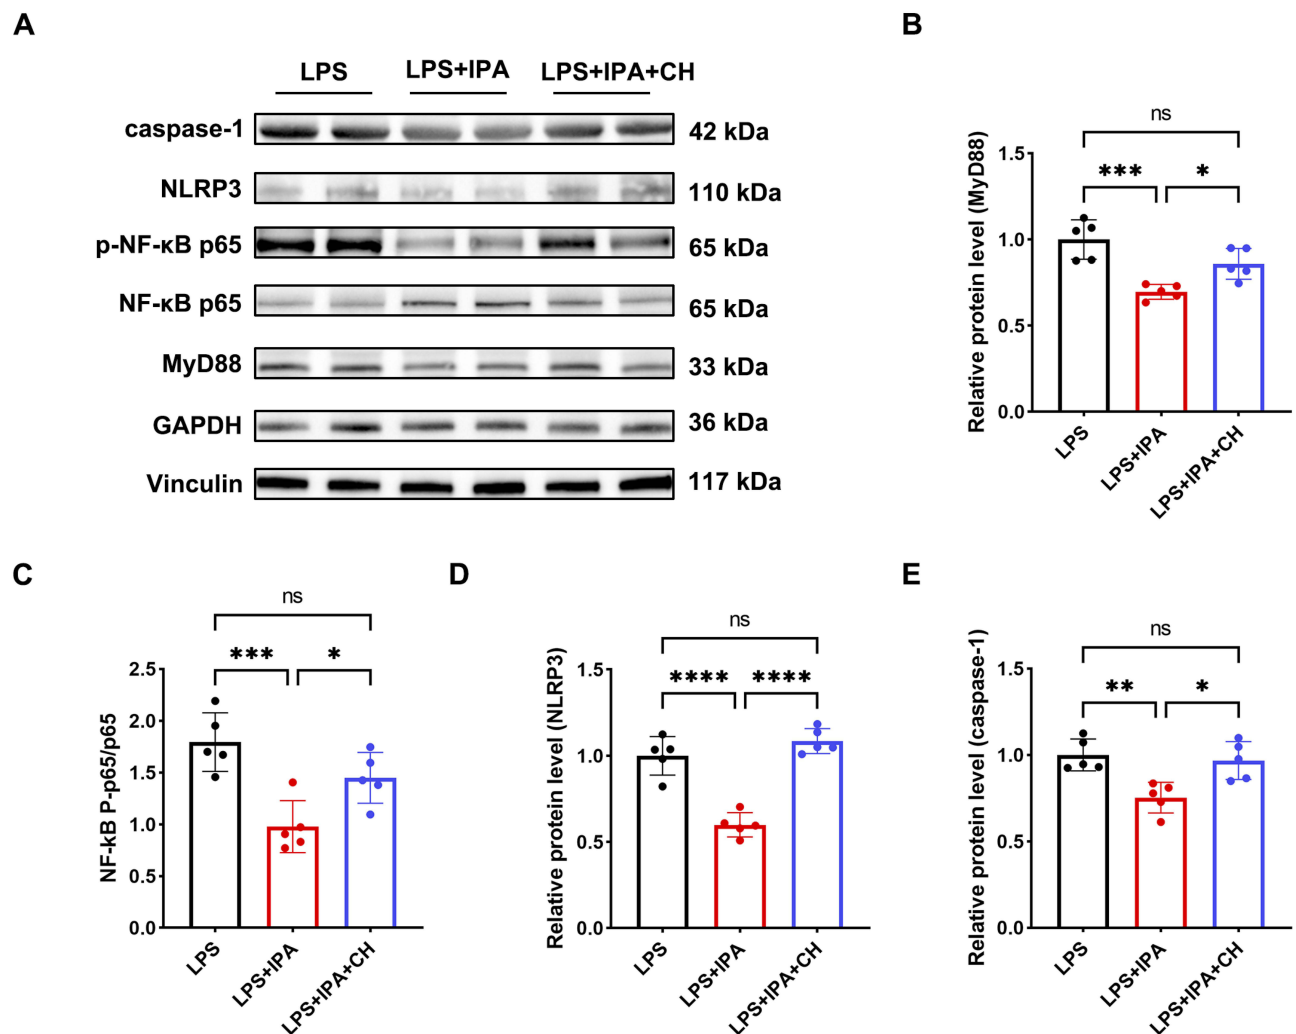 A
LPS LPS+IPA LPS+IPA+CH
caspase-1 42 kDa
NLRP3 110 kDa
p-NF-κB p65 65 kDa
NF-κB p65 65 kDa
MyD88 33 kDa
GAPDH 36 kDa
Vinculin 117 kDa
B
ns
*** *
Relative protein level (MyD88)
1.5
1.0
0.5
0.0
LPS
LPS+IPA
LPS+IPA+CH
C
ns
*** *
NF-kB P-p65/p65
2.5
2.0
1.5
1.0
0.5
0.0
LPS
LPS+IPA
LPS+IPA+CH
D
ns
**** ****
Relative protein level (NLRP3)
1.5
1.0
0.5
0.0
LPS
LPS+IPA
LPS+IPA+CH
E
ns
** *
Relative protein level (caspase-1)
1.5
1.0
0.5
0.0
LPS
LPS+IPA
LPS+IPA+CH